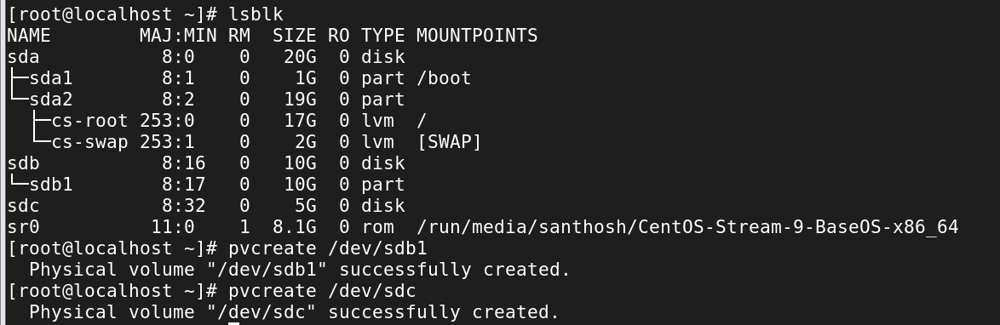 [root@localhost ~]# lsblk
NAME        MAJ:MIN RM  SIZE RO TYPE MOUNTPOINTS
sda           8:0    0   20G  0 disk
├─sda1        8:1    0    1G  0 part /boot
└─sda2        8:2    0   19G  0 part
  ├─cs-root 253:0    0   17G  0 lvm  /
  └─cs-swap 253:1    0    2G  0 lvm  [SWAP]
sdb           8:16   0   10G  0 disk
└─sdb1        8:17   0   10G  0 part
sdc           8:32   0    5G  0 disk
sr0          11:0    1  8.1G  0 rom  /run/media/santhosh/CentOS-Stream-9-BaseOS-x86_64
[root@localhost ~]# pvcreate /dev/sdb1
  Physical volume "/dev/sdb1" successfully created.
[root@localhost ~]# pvcreate /dev/sdc
  Physical volume "/dev/sdc" successfully created.